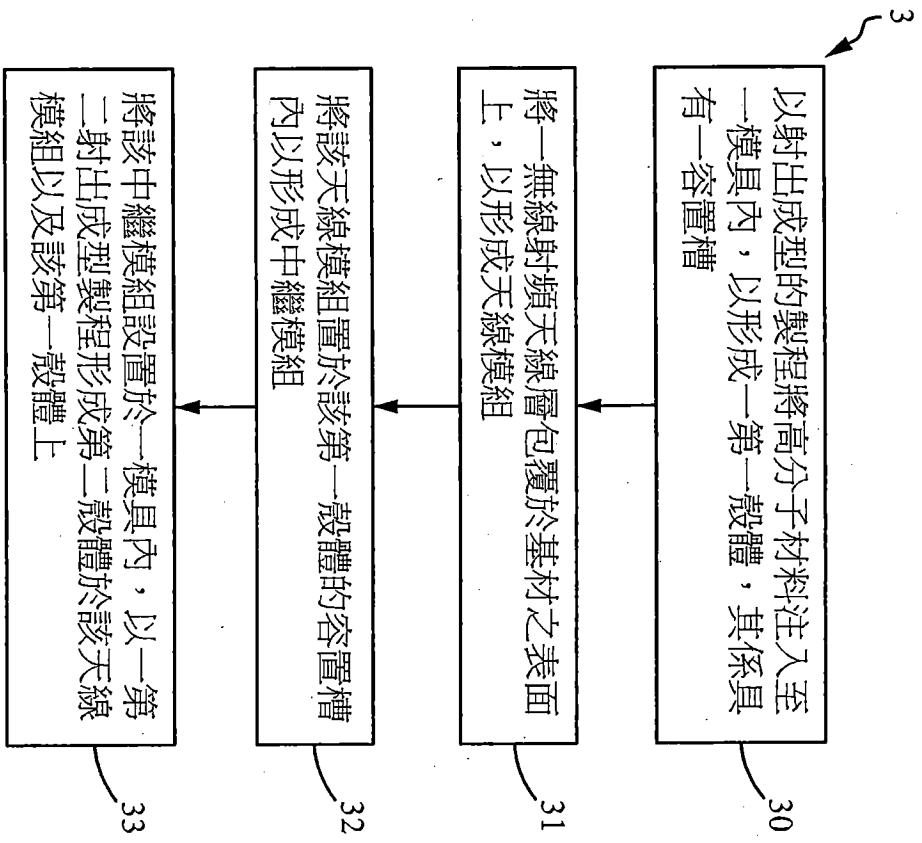 3
以射出成型的製程將高分子材料注入至
一模具內，以形成一第一殼體，其係具
有一容置槽
30
將一無線射頻天線層包覆於基材之表面
上，以形成天線模組
31
將該天線模組置於該第一殼體的容置槽
內以形成中繼模組
32
將該中繼模組設置於一模具內，以一第
二射出成型製程形成第二殼體於該天線
模組以及該第一殼體上
33